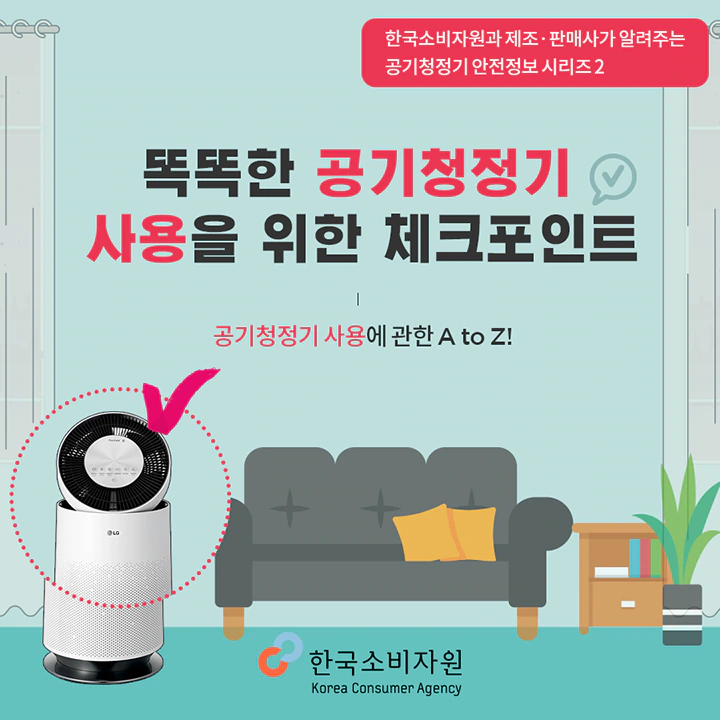 한국소비자원과 제조·판매사가 알려주는
공기청정기 안전정보 시리즈 2
똑똑한 공기청정기
사용을 위한 체크포인트
공기청정기 사용에 관한 A to Z!
LG
한국소비자원
Korea Consumer Agency